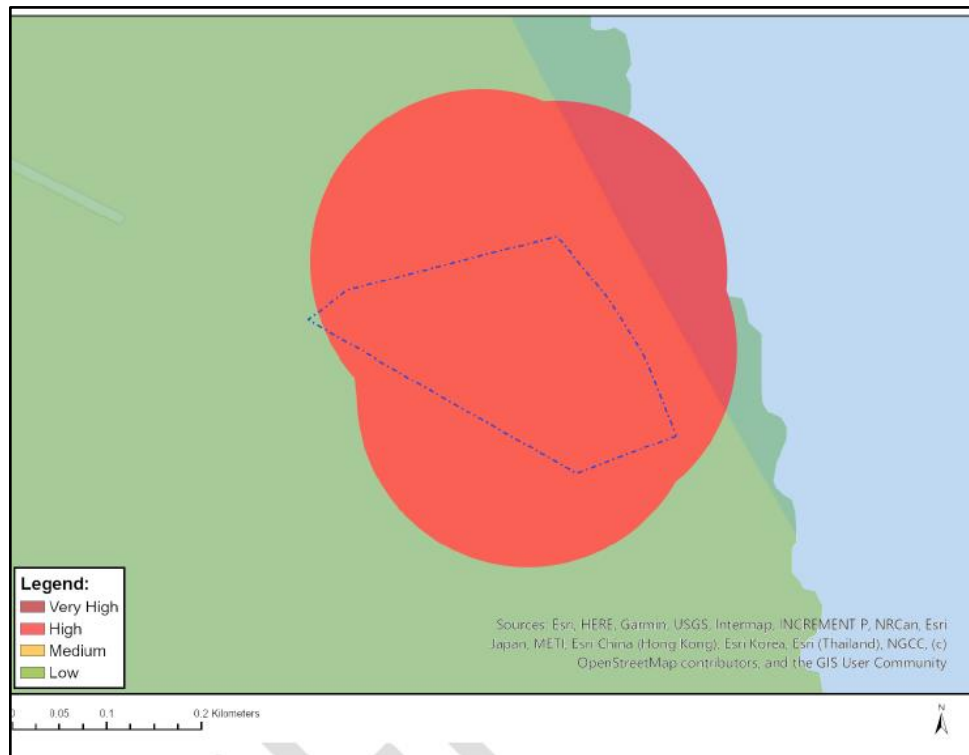 Legend:
Very High
High
Medium
Low
Sources: Esri, HERE, Garmin, USGS, Intermap, INCREMENT P, NRCan, Esri
Japan, METI, Esri China (Hong Kong), Esri Korea, Esri (Thailand), NGCC, (c)
OpenStreetMap contributors, and the GIS User Community
0 0.05 0.1 0.2 Kilometers
N